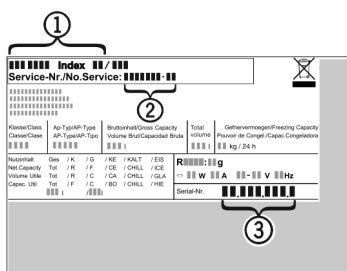 1
Index /
Service-Nr./No.Service: -
2
Klasse/Class Ap-Typ/AP-Type Bruttoinhalt/Gross Capacity Total Gefriervermoegen/Freezing Capacity
Classe/Clase AP-Type/AP-Tipo Volume Brut/Capacidad Bruta volume Pouvoir de Congel./Capac.Congeladora
l l kg / 24 h
Nutzinhalt Ges / K / G / KE / KALT / EIS
Net.Capacity Tot / R / F / CE / CHILL / ICE
Volume Utile Tot / R / C / CA / CHILL / GLA
Capac. Util Tot / F / C / BO / CHILL / HIE
l / l
R : g
~ W A - V Hz
Serial-Nr. . . .
3